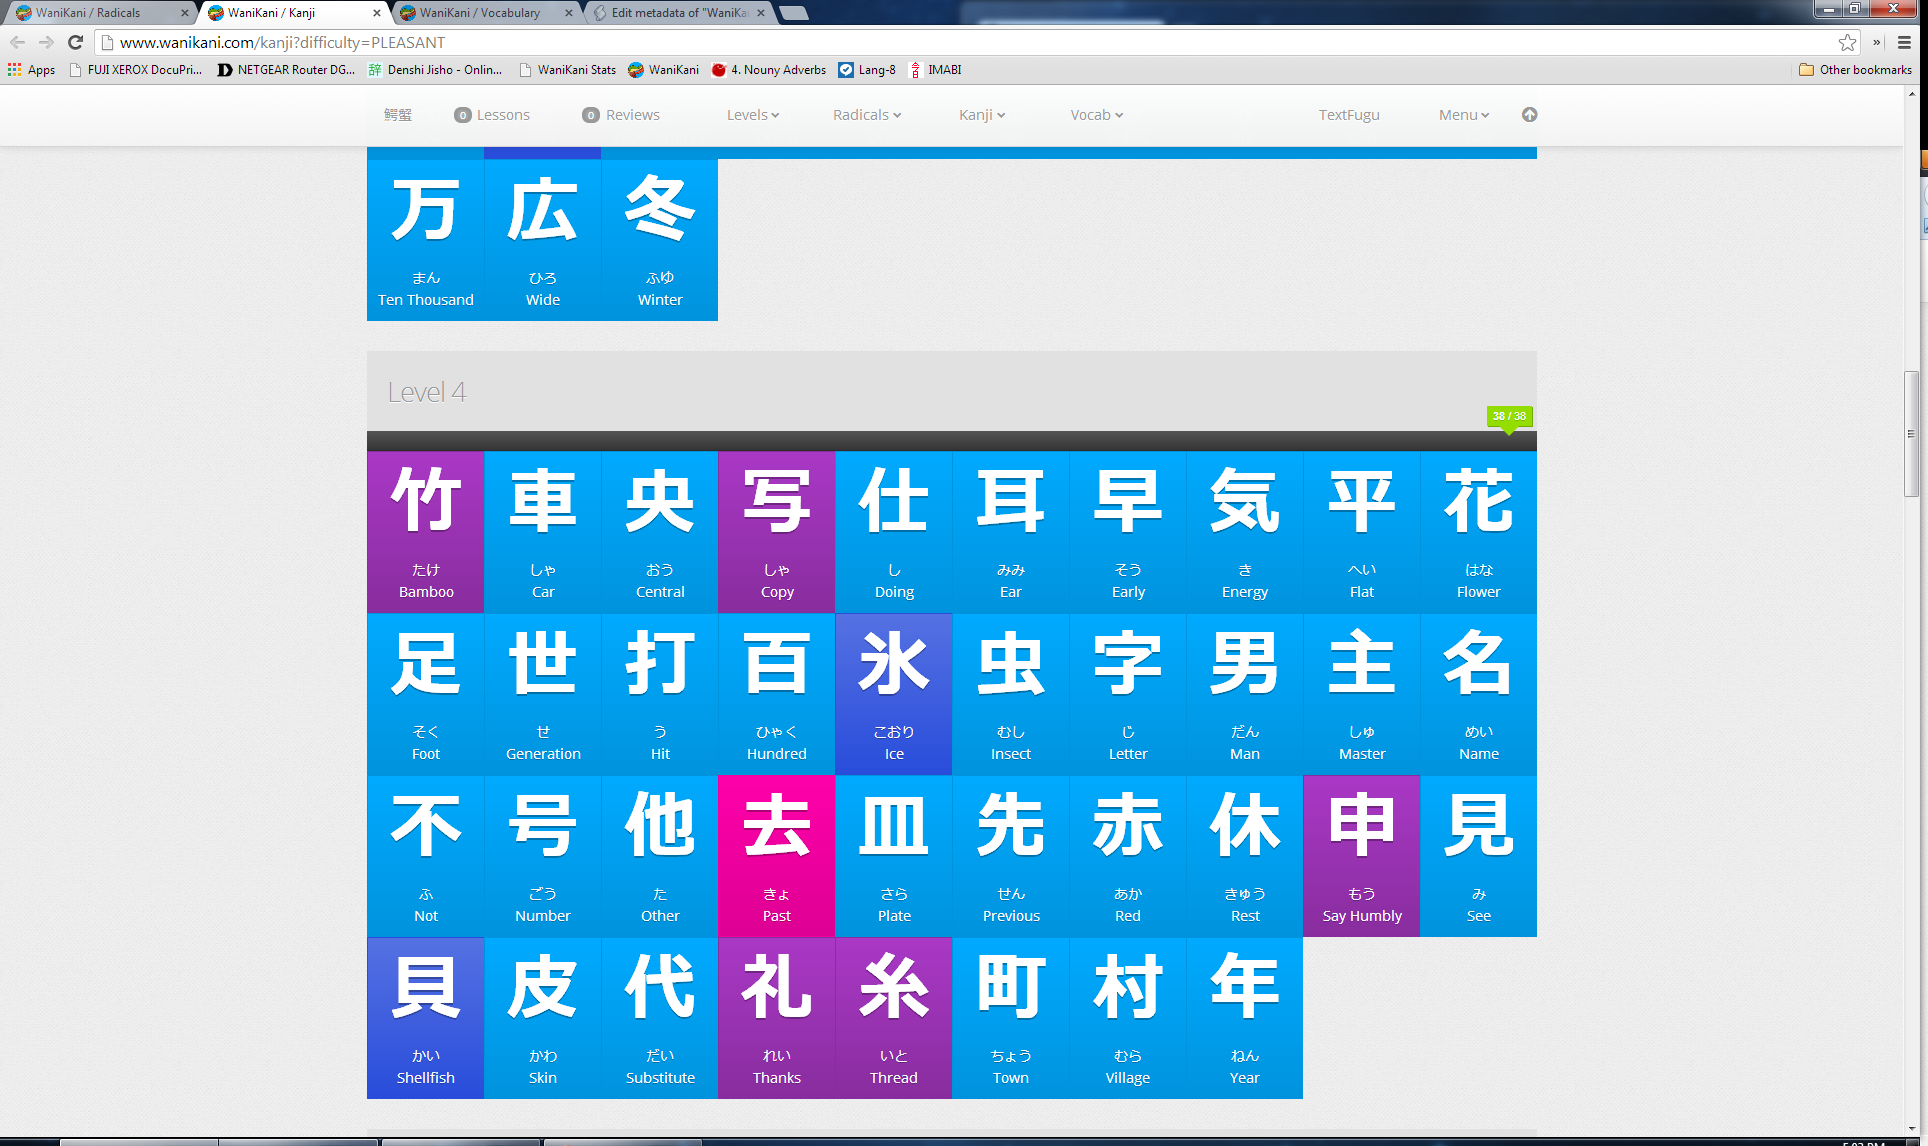 WaniKani / Radicals
WaniKani / Kanji
WaniKani / Vocabulary
Edit metadata of "WaniKa
www.wanikani.com/kanji?difficulty=PLEASANT
Apps FUJI XEROX DocuPri... NETGEAR Router DG... Denshi Jisho - Onlin... WaniKani Stats WaniKani 4. Nouny Adverbs Lang-8 IMABI Other bookmarks
鰐蟹 0 Lessons 0 Reviews Levels Radicals Kanji Vocab TextFugu Menu
万 広 冬
まん ひろ ふゆ
Ten Thousand Wide Winter
Level 4
38 / 38
竹 車 央 写 仕 耳 早 気 平 花
たけ しゃ おう しゃ し みみ そう き へい はな
Bamboo Car Central Copy Doing Ear Early Energy Flat Flower
足 世 打 百 氷 虫 字 男 主 名
そく せ う ひゃく こおり むし じ だん しゅ めい
Foot Generation Hit Hundred Ice Insect Letter Man Master Name
不 号 他 去 皿 先 赤 休 申 見
ふ ごう た きょ さら せん あか きゅう もう み
Not Number Other Past Plate Previous Red Rest Say Humbly See
貝 皮 代 礼 糸 町 村 年
かい かわ だい れい いと ちょう むら ねん
Shellfish Skin Substitute Thanks Thread Town Village Year